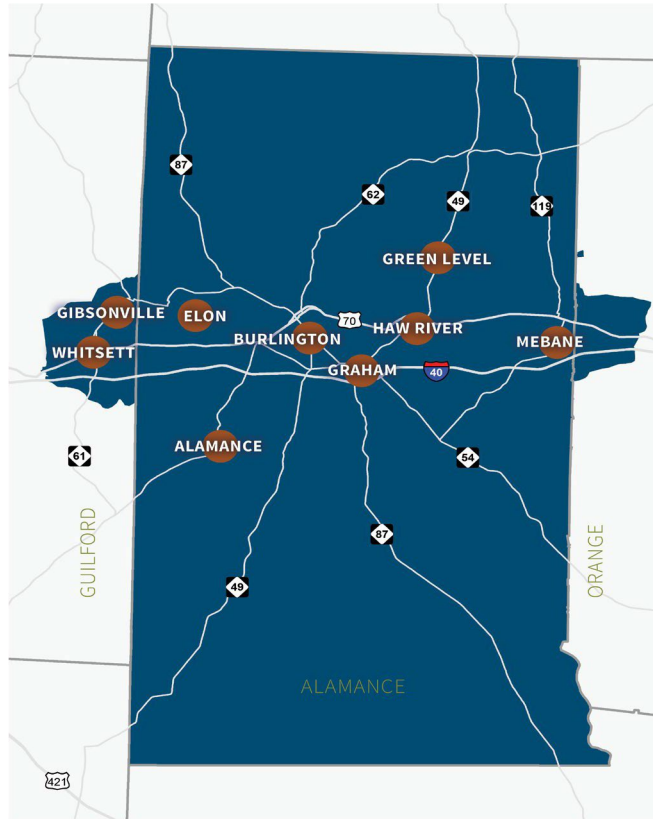 87
62
49
119
GREEN LEVEL
GIBSONVILLE
ELON
70
HAW RIVER
BURLINGTON
MEBANE
WHITSETT
GRAHAM
40
ALAMANCE
61
54
87
GUILFORD
ORANGE
49
ALAMANCE
421